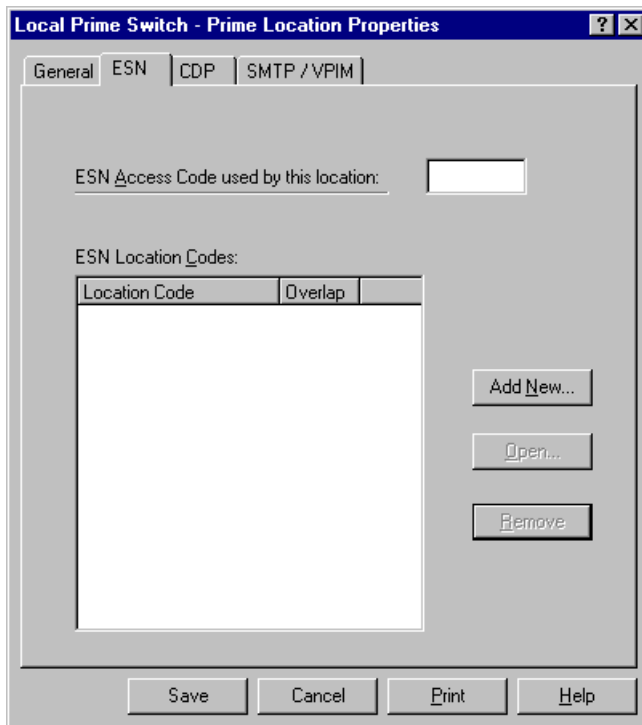 Local Prime Switch - Prime Location Properties
General ESN CDP SMTP / VPIM
ESN Access Code used by this location:
ESN Location Codes:
Location Code Overlap
Add New...
Open...
Remove
Save Cancel Print Help